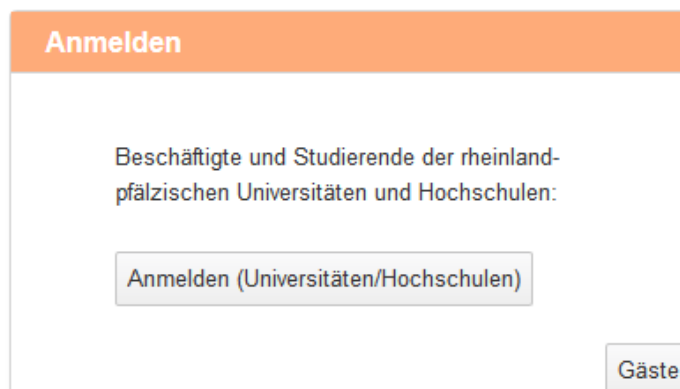 Anmelden
Beschäftigte und Studierende der rheinland-
pfälzischen Universitäten und Hochschulen:
Anmelden (Universitäten/Hochschulen)
Gäste